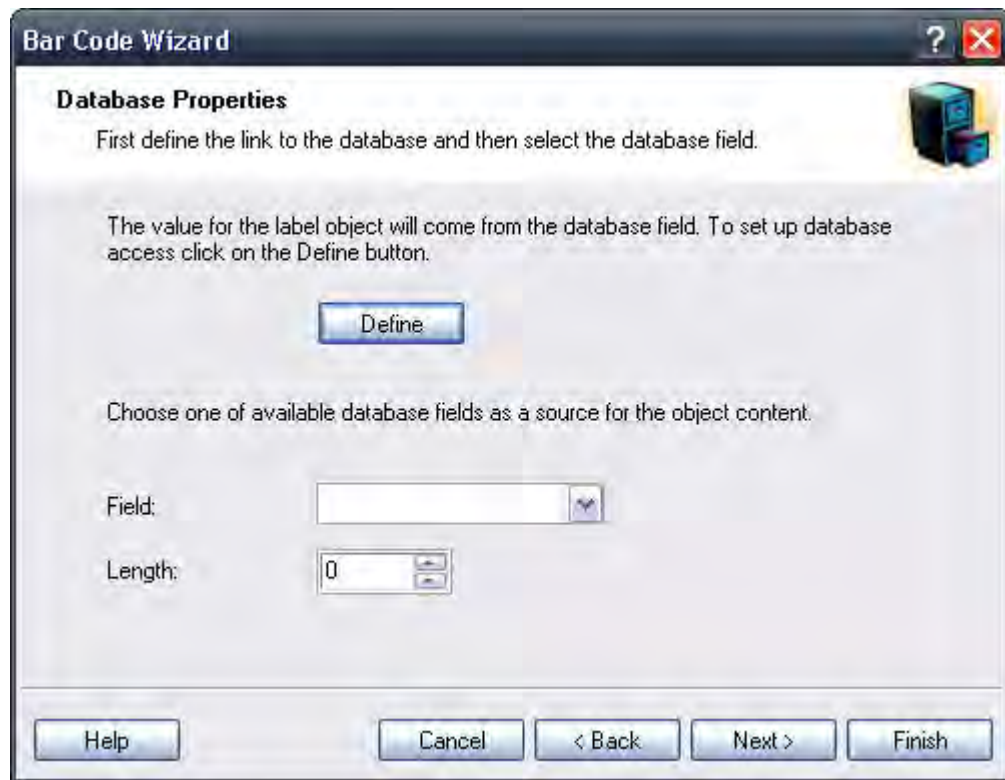 Bar Code Wizard ?
Database Properties
First define the link to the database and then select the database field.
The value for the label object will come from the database field. To set up database
access click on the Define button.
Define
Choose one of available database fields as a source for the object content.
Field:
Length: 0
Help Cancel < Back Next > Finish